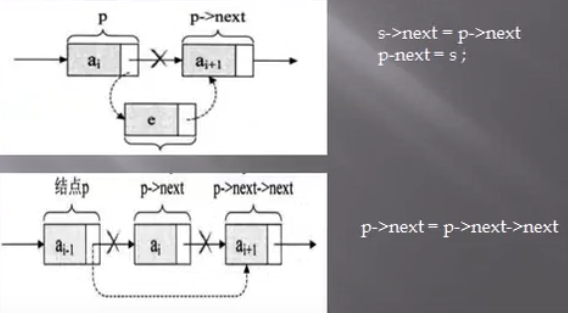 p
p->next
aᵢ
aᵢ₊₁
e
s->next = p->next
p-next = s ;
结点p
p->next
p->next->next
aᵢ₋₁
aᵢ
aᵢ₊₁
p->next = p->next->next